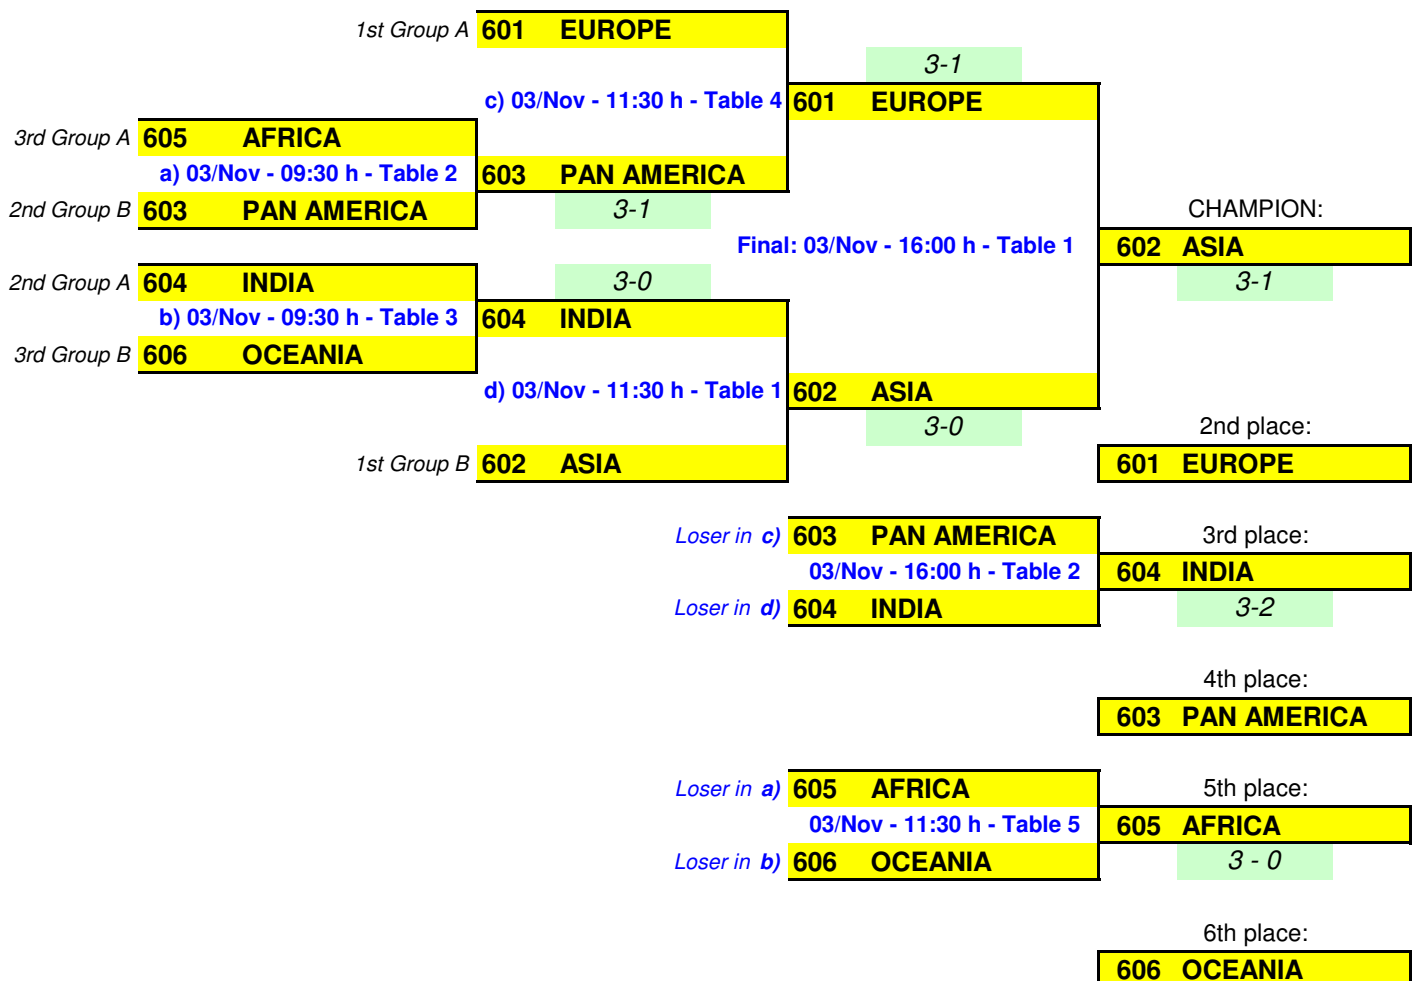 1st Group A 601 EUROPE
3-1
c) 03/Nov - 11:30 h - Table 4 601 EUROPE
3rd Group A 605 AFRICA
a) 03/Nov - 09:30 h - Table 2 603 PAN AMERICA
2nd Group B 603 PAN AMERICA 3-1 CHAMPION:
Final: 03/Nov - 16:00 h - Table 1 602 ASIA
2nd Group A 604 INDIA 3-0 3-1
b) 03/Nov - 09:30 h - Table 3 604 INDIA
3rd Group B 606 OCEANIA
d) 03/Nov - 11:30 h - Table 1 602 ASIA
3-0 2nd place:
1st Group B 602 ASIA 601 EUROPE
Loser in c) 603 PAN AMERICA 3rd place:
03/Nov - 16:00 h - Table 2 604 INDIA
Loser in d) 604 INDIA 3-2
4th place:
603 PAN AMERICA
Loser in a) 605 AFRICA 5th place:
03/Nov - 11:30 h - Table 5 605 AFRICA
Loser in b) 606 OCEANIA 3 - 0
6th place:
606 OCEANIA